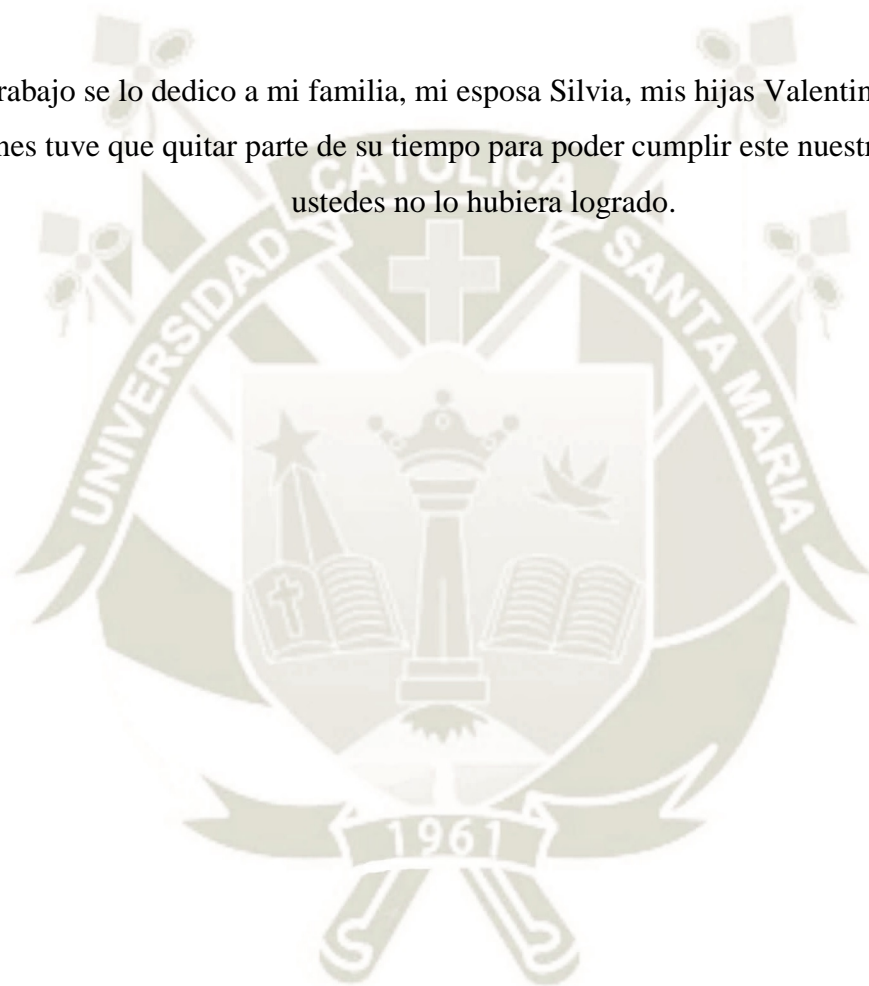 rabajo se lo dedico a mi familia, mi esposa Silvia, mis hijas Valentin
nes tuve que quitar parte de su tiempo para poder cumplir este nuestr
ustedes no lo hubiera logrado.
UNIVERSIDAD CATOLICA SANTA MARIA
1961